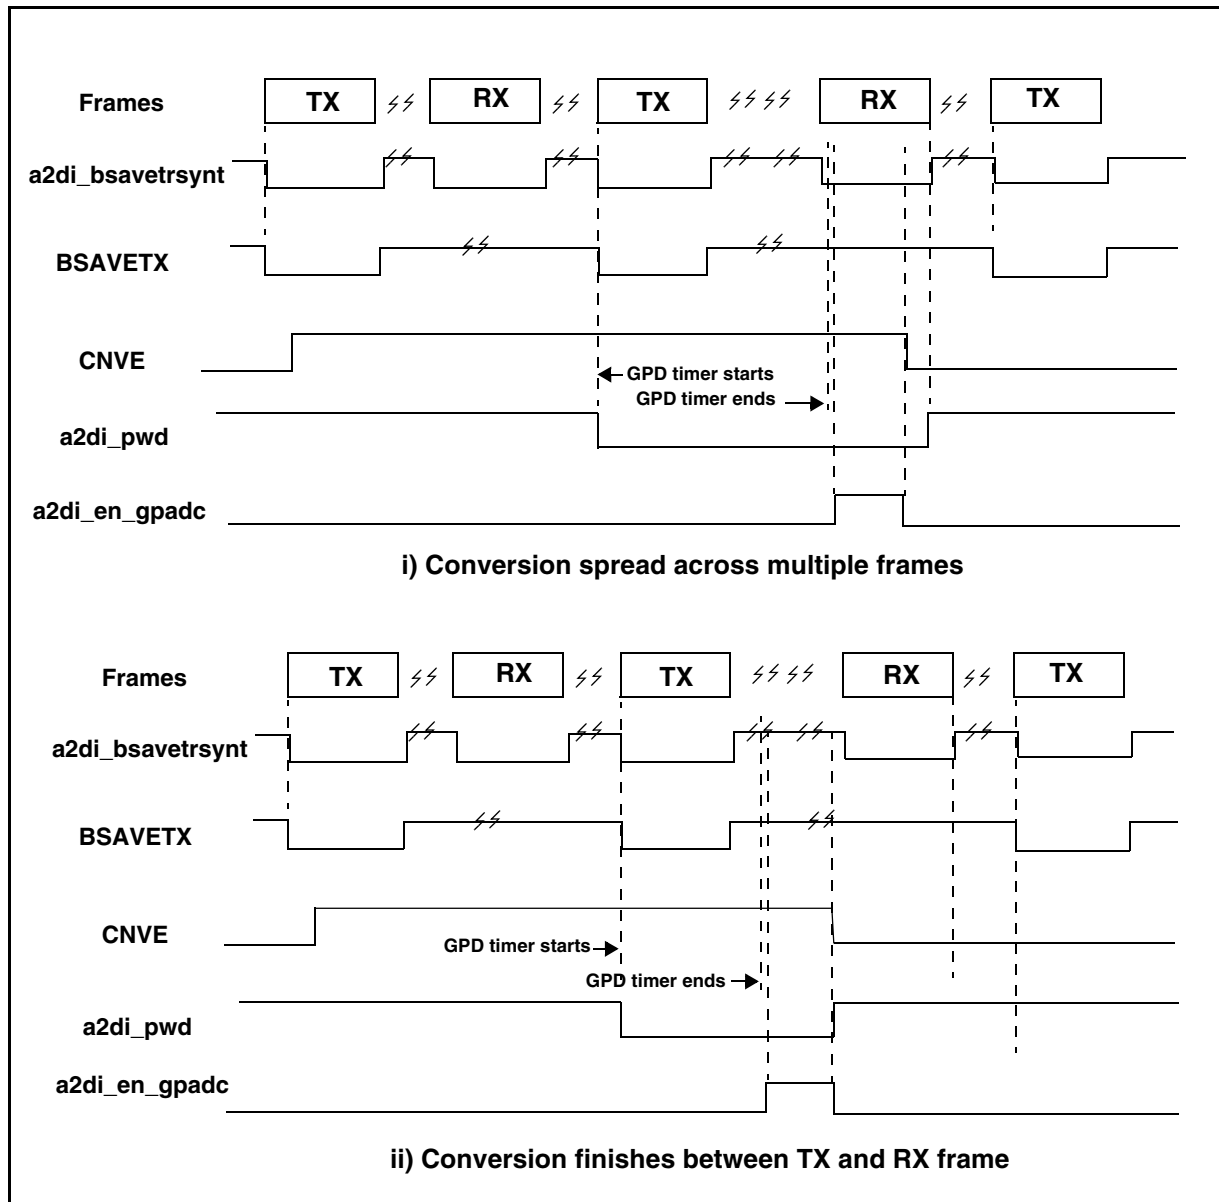 Frames TX RX TX RX TX
a2di_bsavetrsynt
BSAVETX
CNVE
GPD timer starts
GPD timer ends
a2di_pwd
a2di_en_gpadc
i) Conversion spread across multiple frames
Frames TX RX TX RX TX
a2di_bsavetrsynt
BSAVETX
CNVE
GPD timer starts
GPD timer ends
a2di_pwd
a2di_en_gpadc
ii) Conversion finishes between TX and RX frame